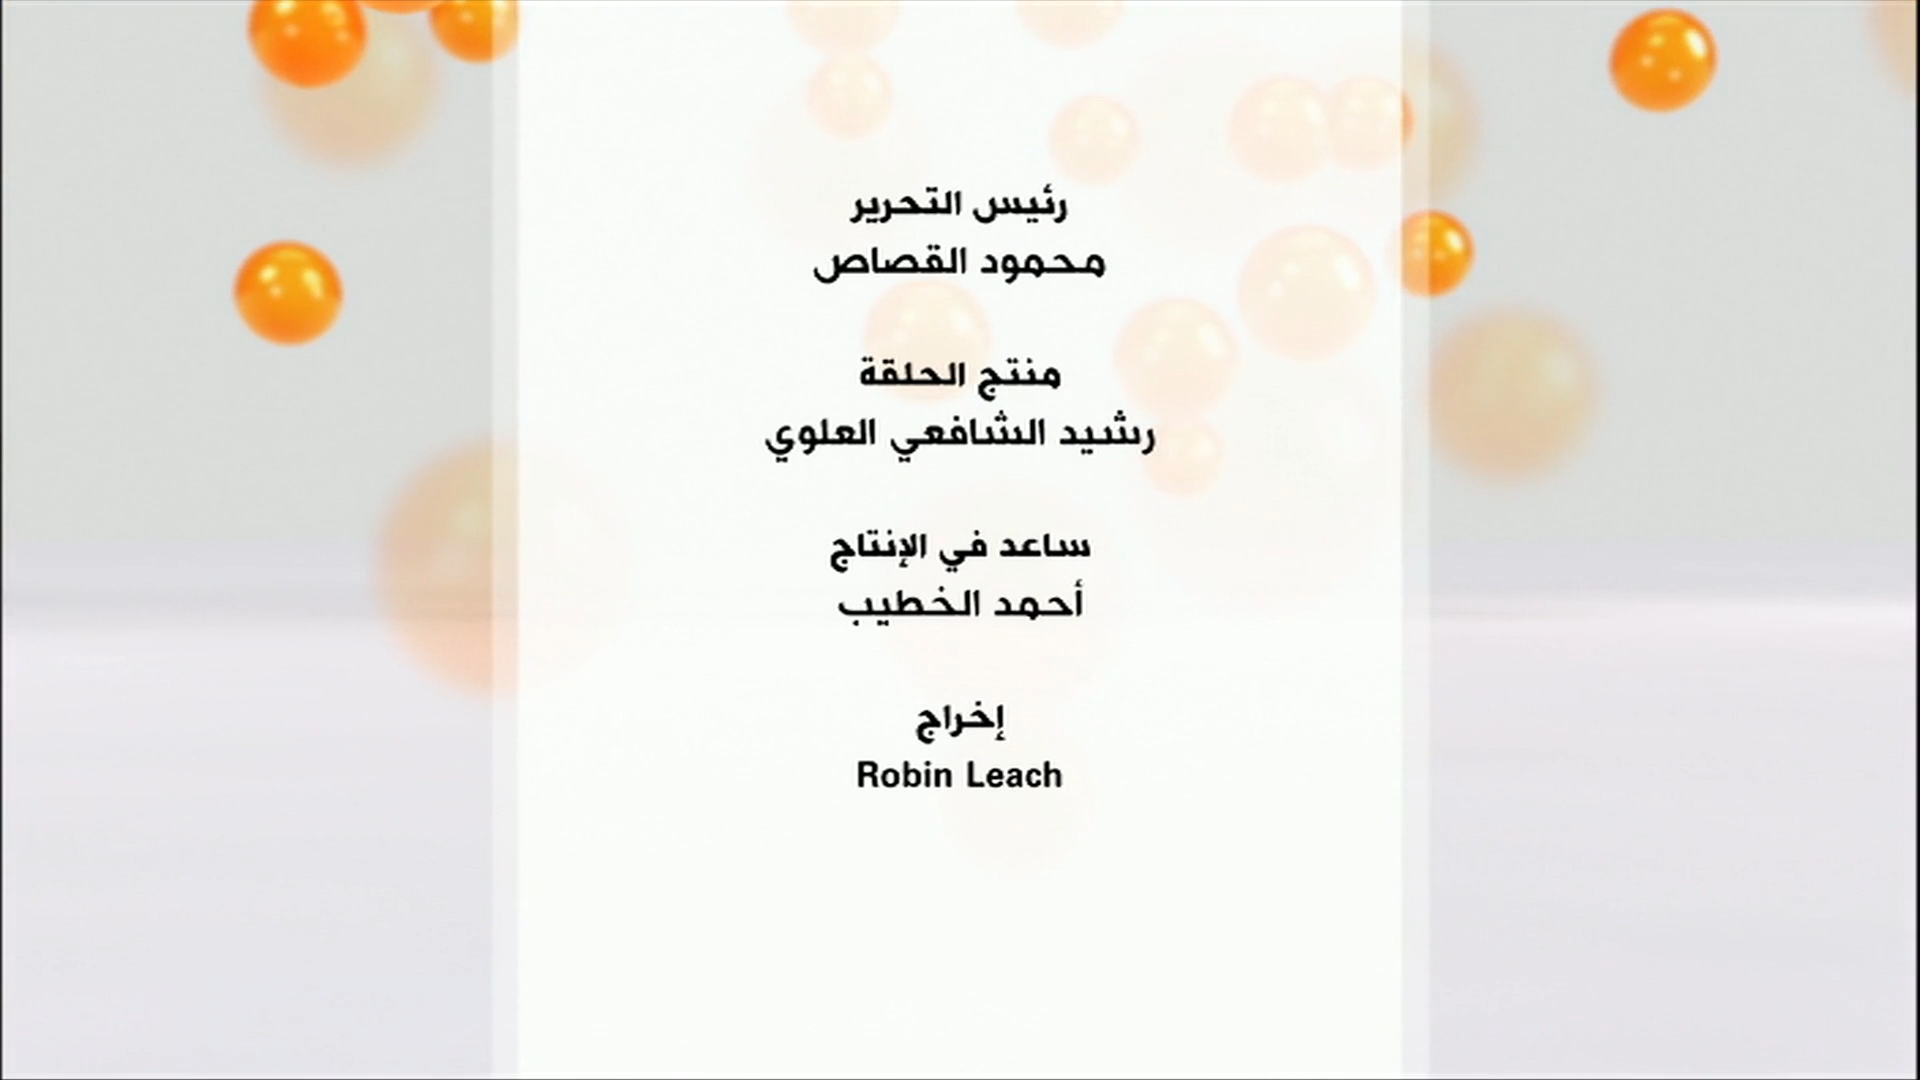 رئيس التحرير
محمود القصاص
منتج الحلقة
رشيد الشافعي العلوي
ساعد في الإنتاج
أحمد الخطيب
إخراج
Robin Leach